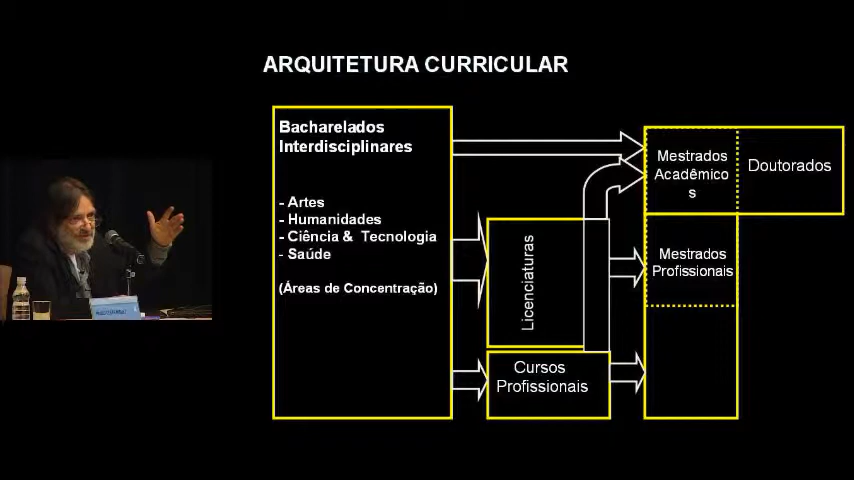 ARQUITETURA CURRICULAR
Bacharelados
Interdisciplinares
- Artes
- Humanidades
- Ciência & Tecnologia
- Saúde
(Áreas de Concentração)
Licenciaturas
Cursos
Profissionais
Mestrados
Acadêmico
s
Doutorados
Mestrados
Profissionais